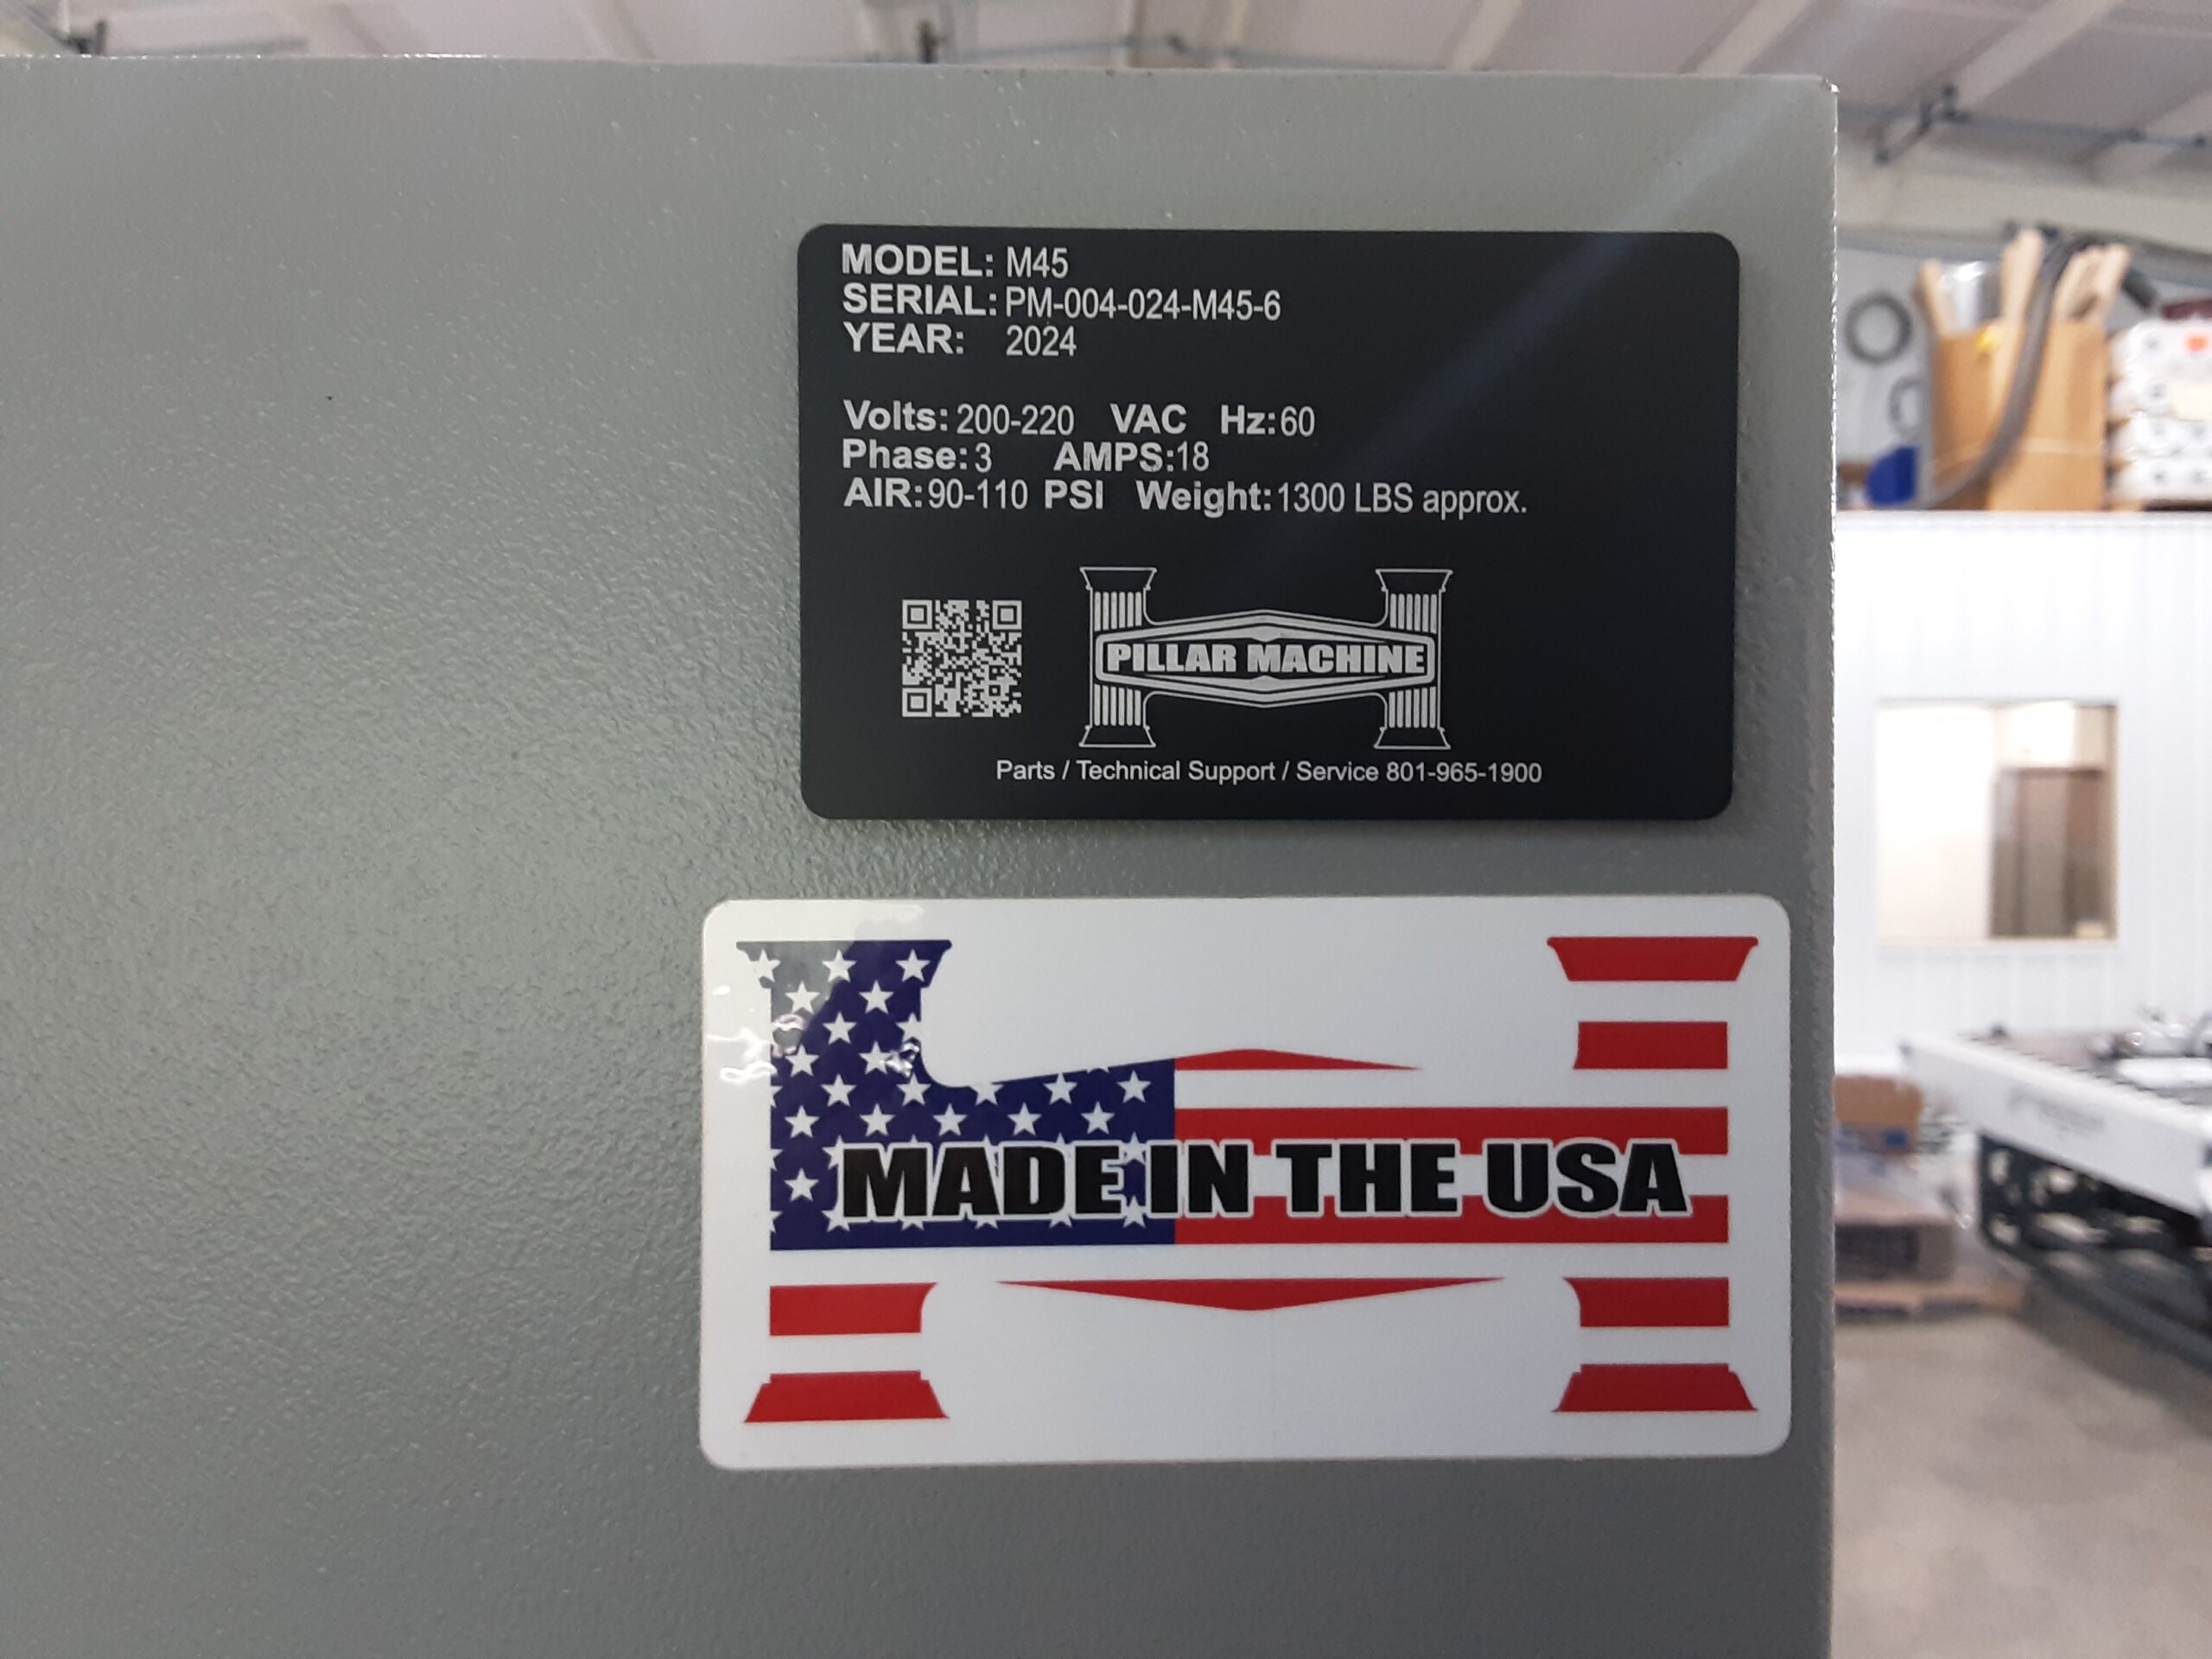 MODEL: M45
SERIAL: PM-004-024-M45-6
YEAR: 2024
Volts: 200-220 VAC Hz: 60
Phase: 3 AMPS: 18
AIR: 90-110 PSI Weight: 1300 LBS approx.
PILLAR MACHINE
Parts / Technical Support / Service 801-965-1900
MADE IN THE USA